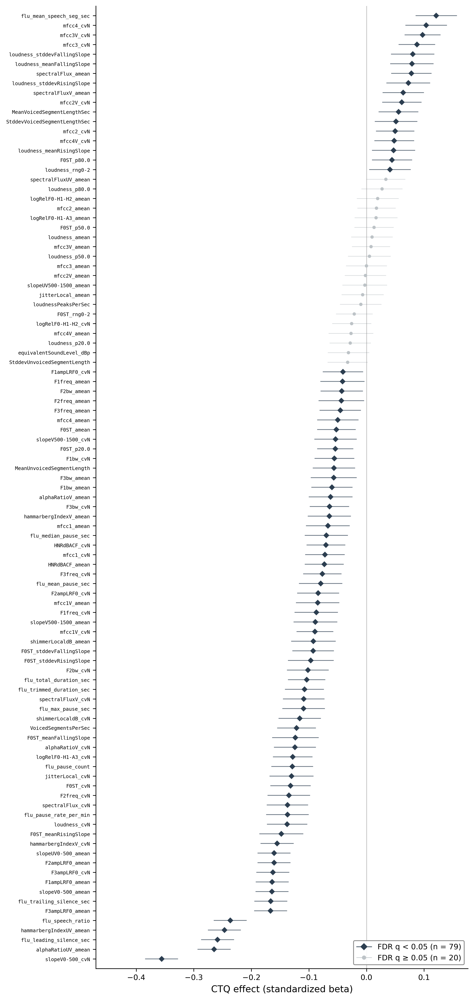 flu_mean_speech_seg_sec
mfcc4_cvN
mfcc3V_cvN
mfcc3_cvN
loudness_stddevFallingSlope
loudness_meanFallingSlope
spectralFlux_amean
loudness_stddevRisingSlope
spectralFluxV_amean
mfcc2V_cvN
MeanVoicedSegmentLengthSec
StddevVoicedSegmentLengthSec
mfcc2_cvN
mfcc4V_cvN
loudness_meanRisingSlope
F0ST_p80.0
loudness_rng0-2
spectralFluxUV_amean
loudness_p80.0
logRelF0-H1-H2_amean
mfcc2_amean
logRelF0-H1-A3_amean
F0ST_p50.0
loudness_amean
mfcc3V_amean
loudness_p50.0
mfcc3_amean
mfcc2V_amean
slopeUV500-1500_amean
jitterLocal_amean
loudnessPeaksPerSec
F0ST_rng0-2
logRelF0-H1-H2_cvN
mfcc4V_amean
loudness_p20.0
equivalentSoundLevel_dBp
StddevUnvoicedSegmentLength
F1ampLRF0_cvN
F1freq_amean
F2bw_amean
F2freq_amean
F3freq_amean
mfcc4_amean
F0ST_amean
slopeV500-1500_cvN
F0ST_p20.0
F1bw_cvN
MeanUnvoicedSegmentLength
F3bw_amean
F1bw_amean
alphaRatioV_amean
F3bw_cvN
hammarbergIndexV_amean
mfcc1_amean
flu_median_pause_sec
HNRdBACF_cvN
mfcc1_cvN
HNRdBACF_amean
F3freq_cvN
flu_mean_pause_sec
F2ampLRF0_cvN
mfcc1V_amean
F1freq_cvN
slopeV500-1500_amean
mfcc1V_cvN
shimmerLocaldB_amean
F0ST_stddevFallingSlope
F0ST_stddevRisingSlope
F2bw_cvN
flu_total_duration_sec
flu_trimmed_duration_sec
spectralFluxV_cvN
flu_max_pause_sec
shimmerLocaldB_cvN
VoicedSegmentsPerSec
F0ST_meanFallingSlope
alphaRatioV_cvN
logRelF0-H1-A3_cvN
flu_pause_count
jitterLocal_cvN
F0ST_cvN
F2freq_cvN
spectralFlux_cvN
flu_pause_rate_per_min
loudness_cvN
F0ST_meanRisingSlope
hammarbergIndexV_cvN
slopeUV0-500_amean
F2ampLRF0_amean
F3ampLRF0_cvN
F1ampLRF0_amean
slopeV0-500_amean
flu_trailing_silence_sec
F3ampLRF0_amean
flu_speech_ratio
hammarbergIndexUV_amean
flu_leading_silence_sec
alphaRatioUV_amean
slopeV0-500_cvN
FDR q < 0.05 (n = 79)
FDR q ≥ 0.05 (n = 20)
−0.4 −0.3 −0.2 −0.1 0.0 0.1
CTQ effect (standardized beta)